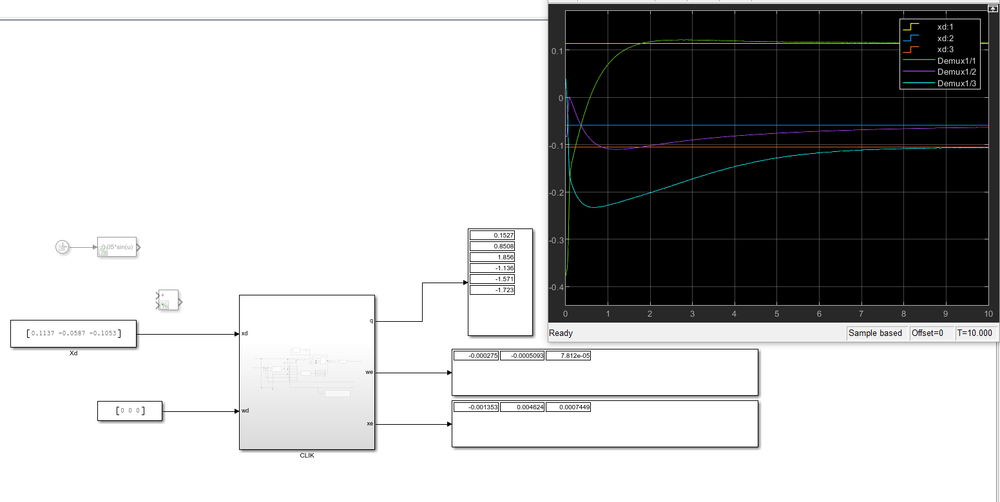 xd:1
xd:2
xd:3
Demux1/1
Demux1/2
Demux1/3
0.1
0
-0.1
-0.2
-0.3
-0.4
0 1 2 3 4 5 6 7 8 9 10
Ready
Sample based Offset=0 T=10.000
0.05*sin(u)
%
+
%
[0.1137 -0.0587 -0.1053]
Xd
[0 0 0]
xd
wd
q
we
xe
CLIK
0.1527
0.8508
1.856
-1.136
-1.571
-1.723
-0.000275 -0.0005093 7.812e-05
-0.001353 0.004624 0.0007449